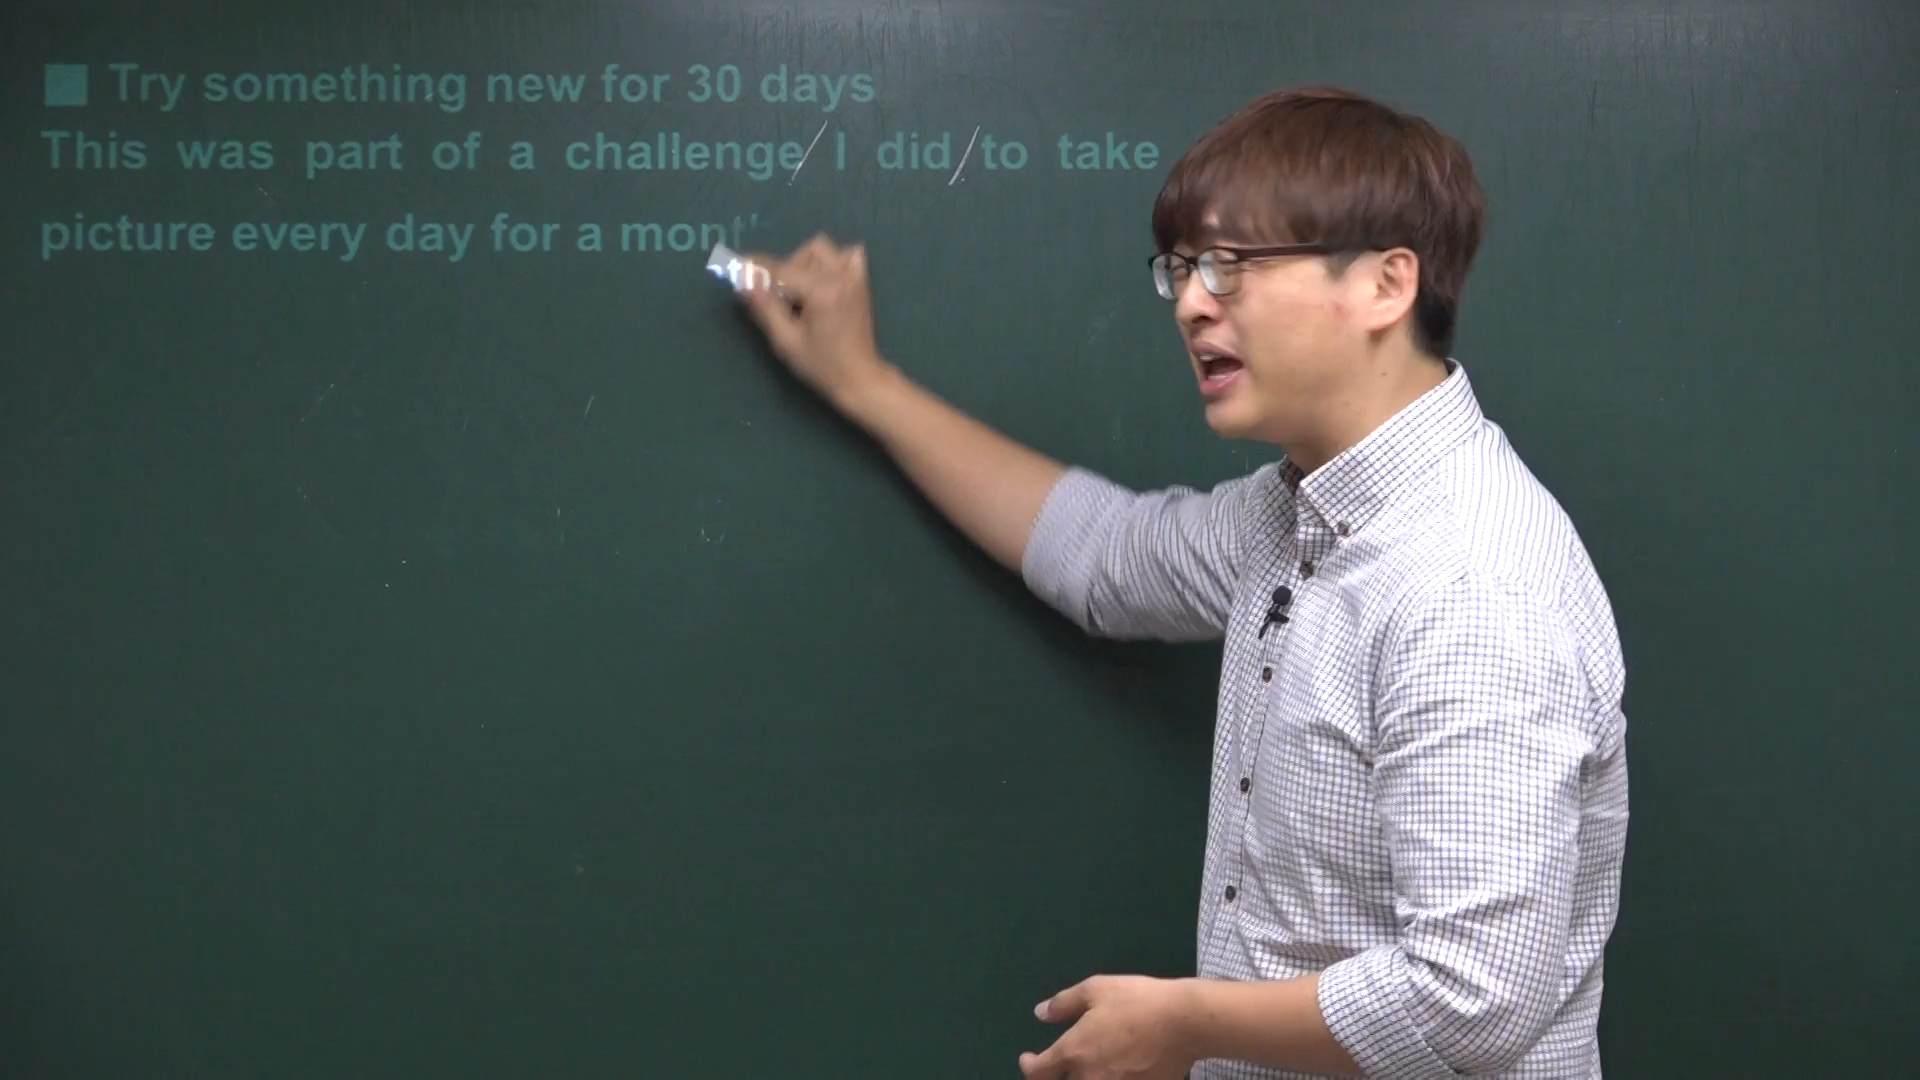 ■ Try something new for 30 days
This was part of a challenge/I did/to take
picture every day for a month